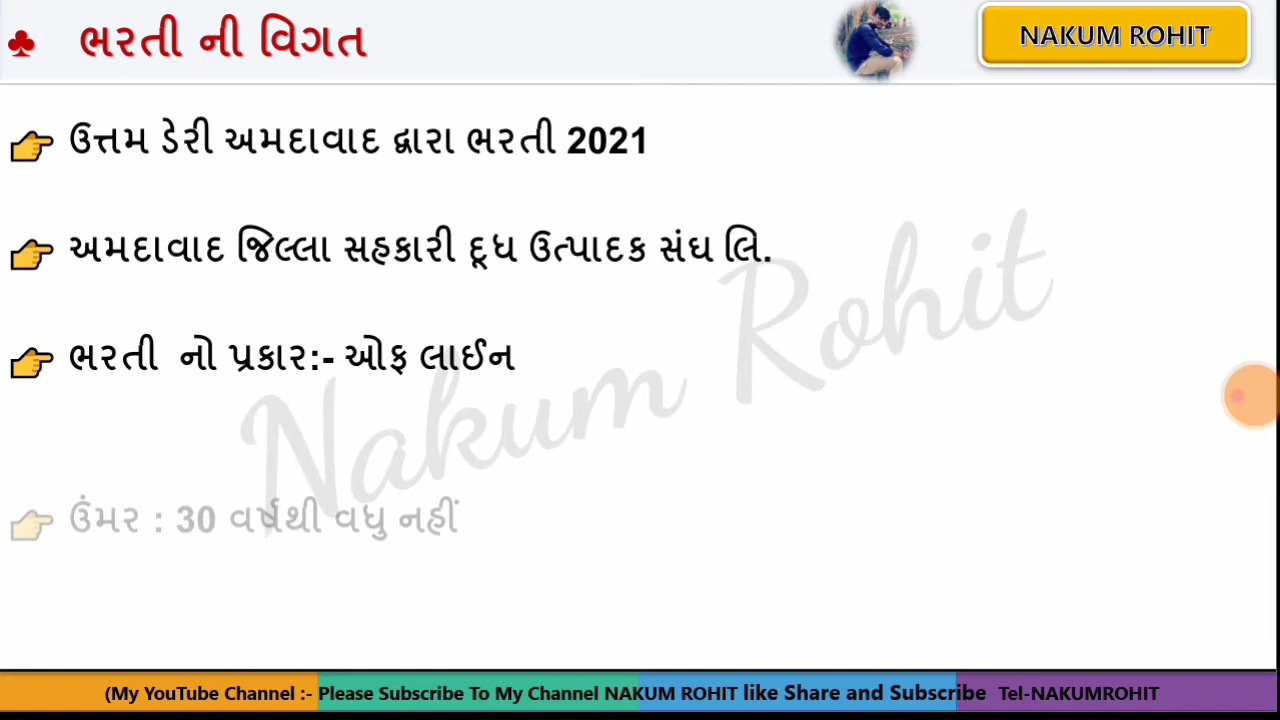 ♣ ભરતી ની વિગત
NAKUM ROHIT
👉 ઉત્તમ ડેરી અમદાવાદ દ્વારા ભરતી 2021
👉 અમદાવાદ જિલ્લા સહકારી દૂધ ઉત્પાદક સંઘ લિ.
👉 ભરતી નો પ્રકાર:- ઓફ લાઈન
Nakum Rohit
👉 ઉંમર : 30 વર્ષથી વધુ નહીં
(My YouTube Channel :- Please Subscribe To My Channel NAKUM ROHIT like Share and Subscribe Tel-NAKUMROHIT